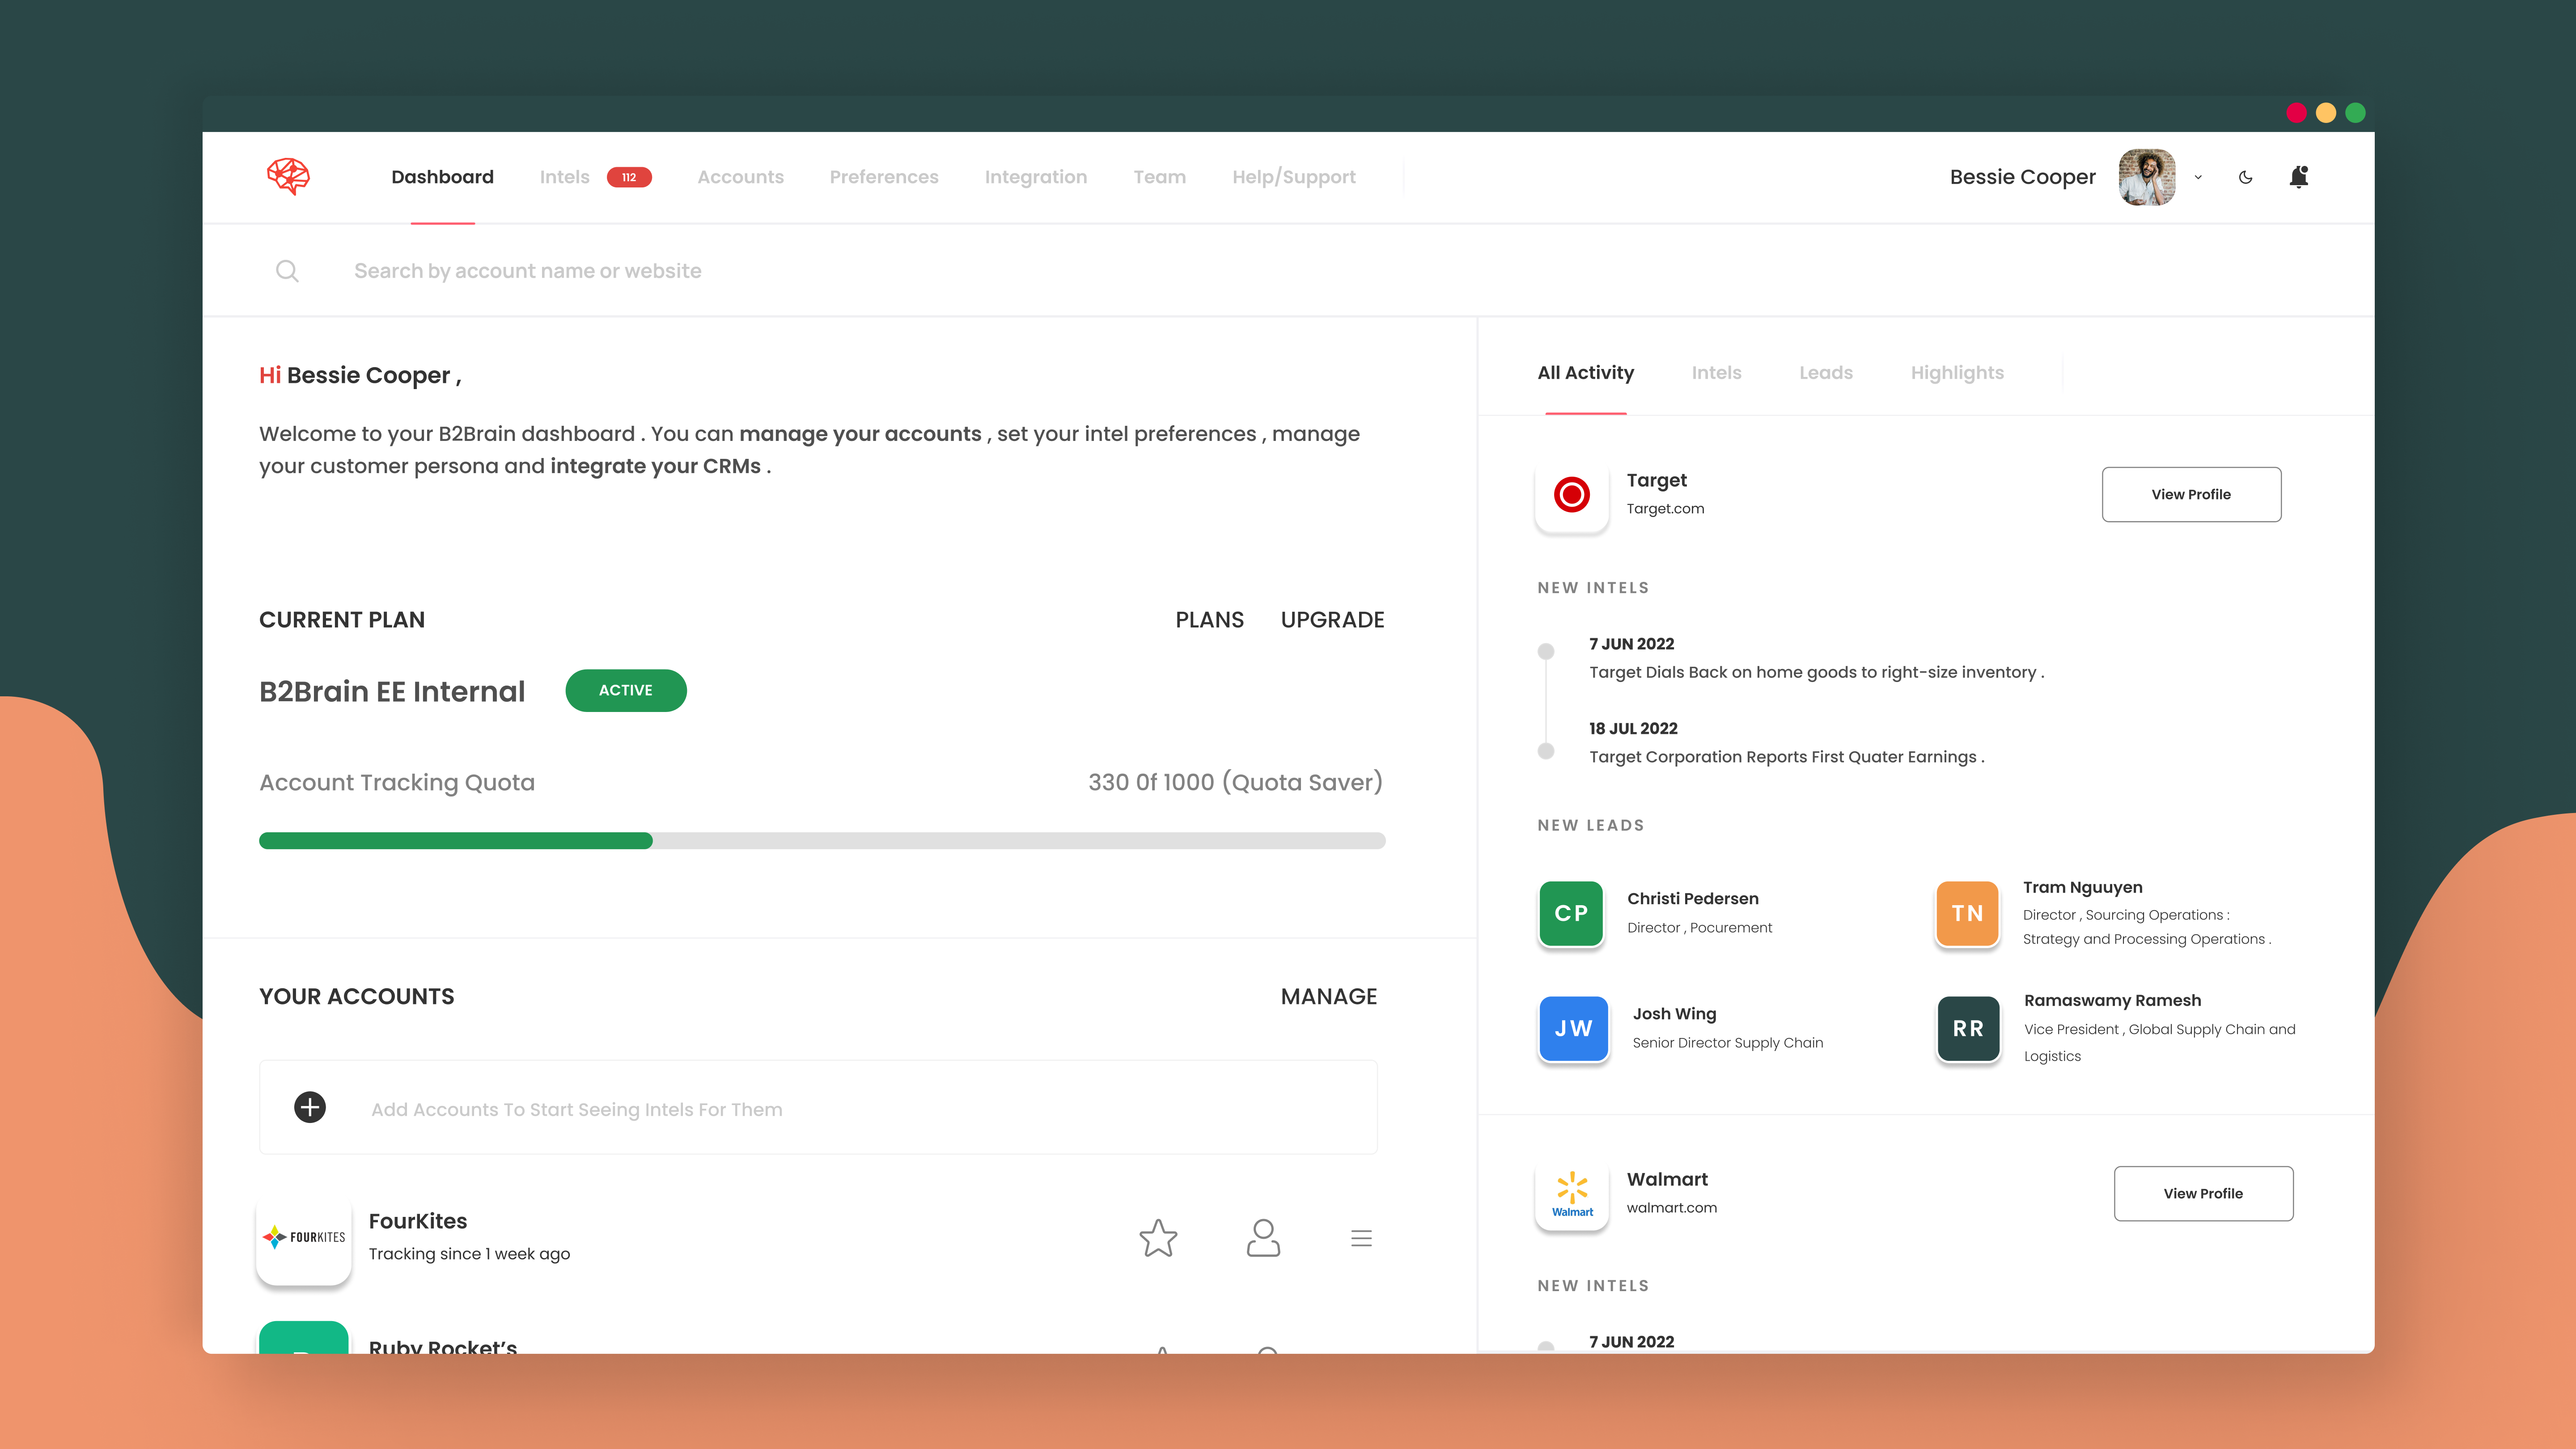 Dashboard
Intels
112
Accounts
Preferences
Integration
Team
Help/Support
Bessie Cooper
Search by account name or website
Hi Bessie Cooper ,
Welcome to your B2Brain dashboard . You can manage your accounts , set your intel preferences , manage
your customer persona and integrate your CRMs .
CURRENT PLAN
PLANS
UPGRADE
B2Brain EE Internal
ACTIVE
Account Tracking Quota
330 0f 1000 (Quota Saver)
YOUR ACCOUNTS
MANAGE
Add Accounts To Start Seeing Intels For Them
FOURKITES
FourKites
Tracking since 1 week ago
Ruby Rocket’s
All Activity
Intels
Leads
Highlights
Target
Target.com
View Profile
NEW INTELS
7 JUN 2022
Target Dials Back on home goods to right-size inventory .
18 JUL 2022
Target Corporation Reports First Quater Earnings .
NEW LEADS
CP
Christi Pedersen
Director , Pocurement
TN
Tram Nguuyen
Director , Sourcing Operations :
Strategy and Processing Operations .
JW
Josh Wing
Senior Director Supply Chain
RR
Ramaswamy Ramesh
Vice President , Global Supply Chain and
Logistics
Walmart
Walmart
walmart.com
View Profile
NEW INTELS
7 JUN 2022